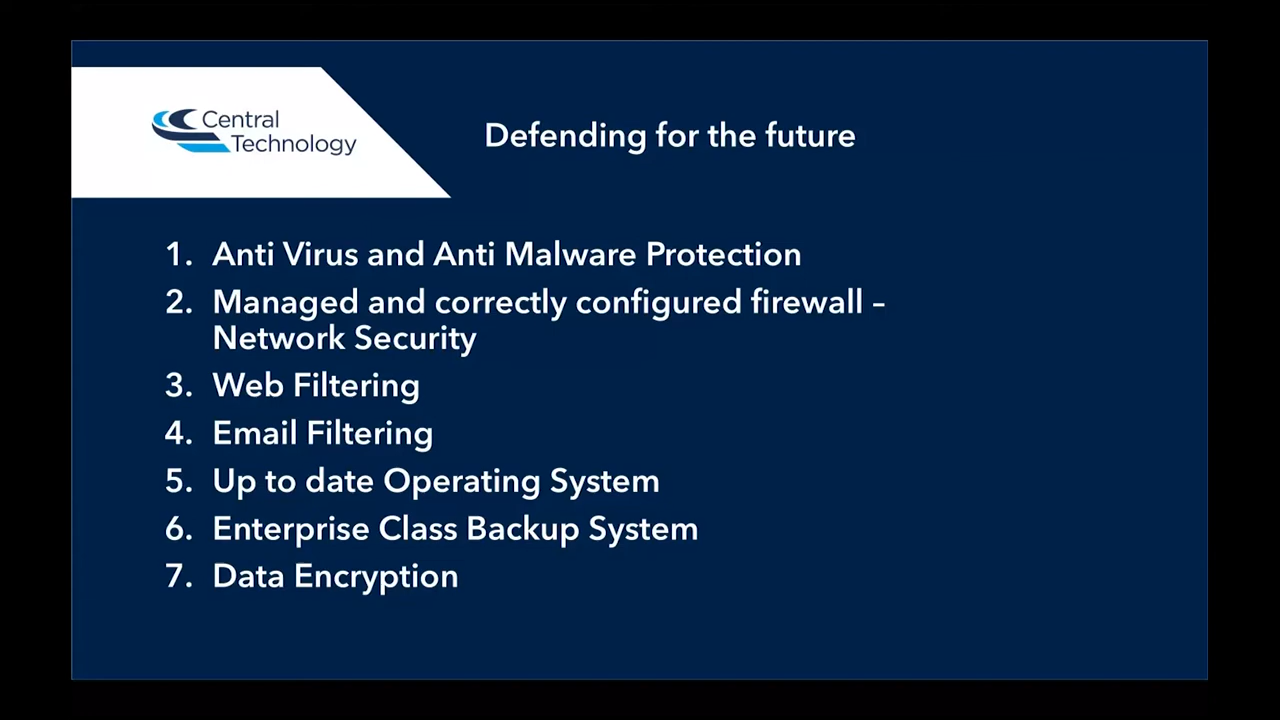 Central
Technology
Defending for the future
1. Anti Virus and Anti Malware Protection
2. Managed and correctly configured firewall –
Network Security
3. Web Filtering
4. Email Filtering
5. Up to date Operating System
6. Enterprise Class Backup System
7. Data Encryption